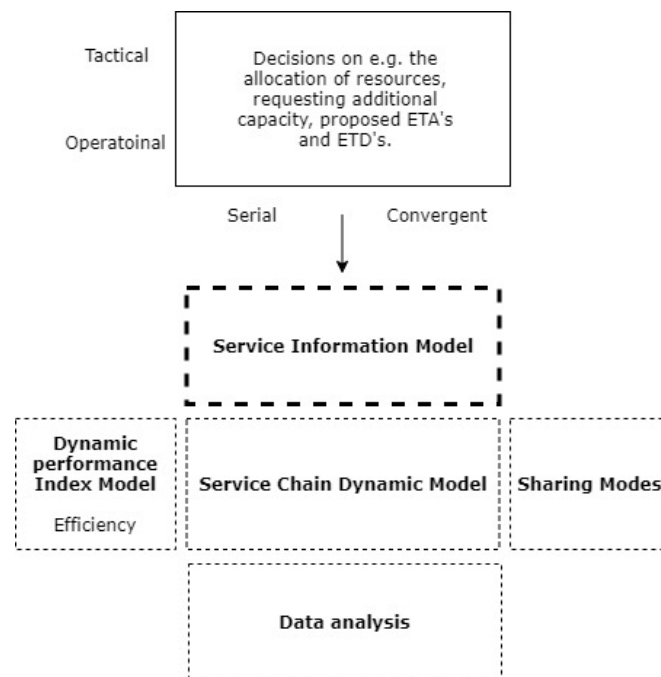 Tactical
Decisions on e.g. the
allocation of resources,
requesting additional
capacity, proposed ETA's
and ETD's.
Operatoinal
Serial
Convergent
Service Information Model
Dynamic
performance
Index Model
Efficiency
Service Chain Dynamic Model
Sharing Modes
Data analysis